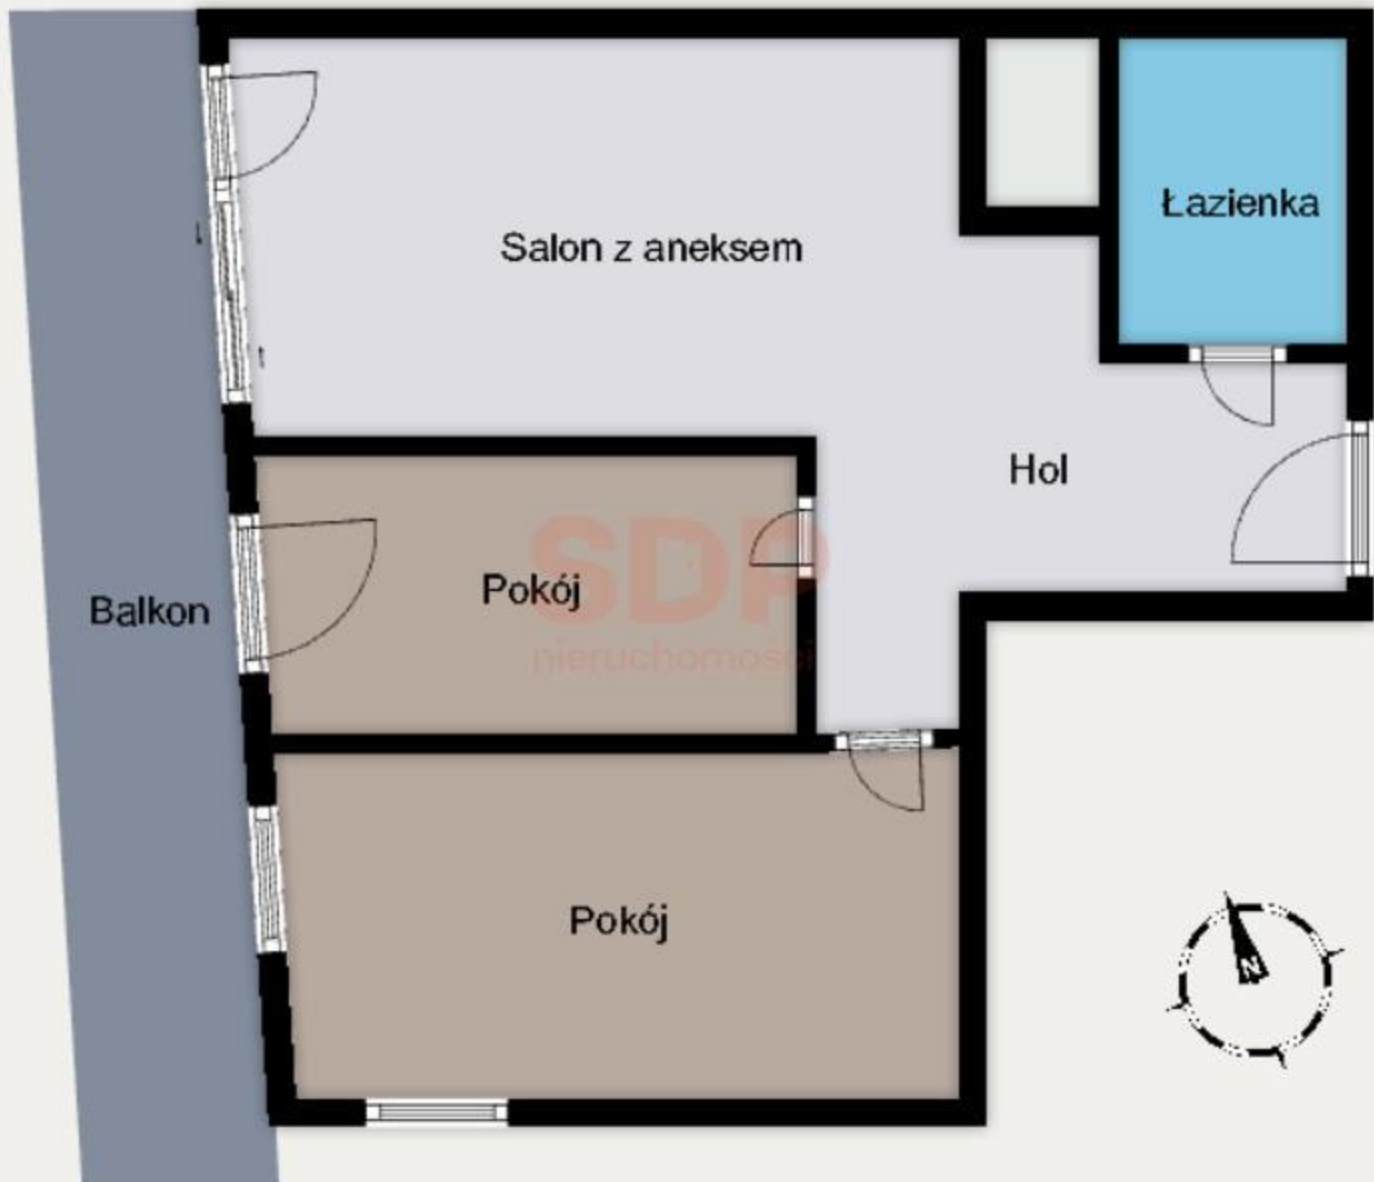 Łazienka
Salon z aneksem
Hol
SDP
nieruchomości
Pokój
Balkon
Pokój
N